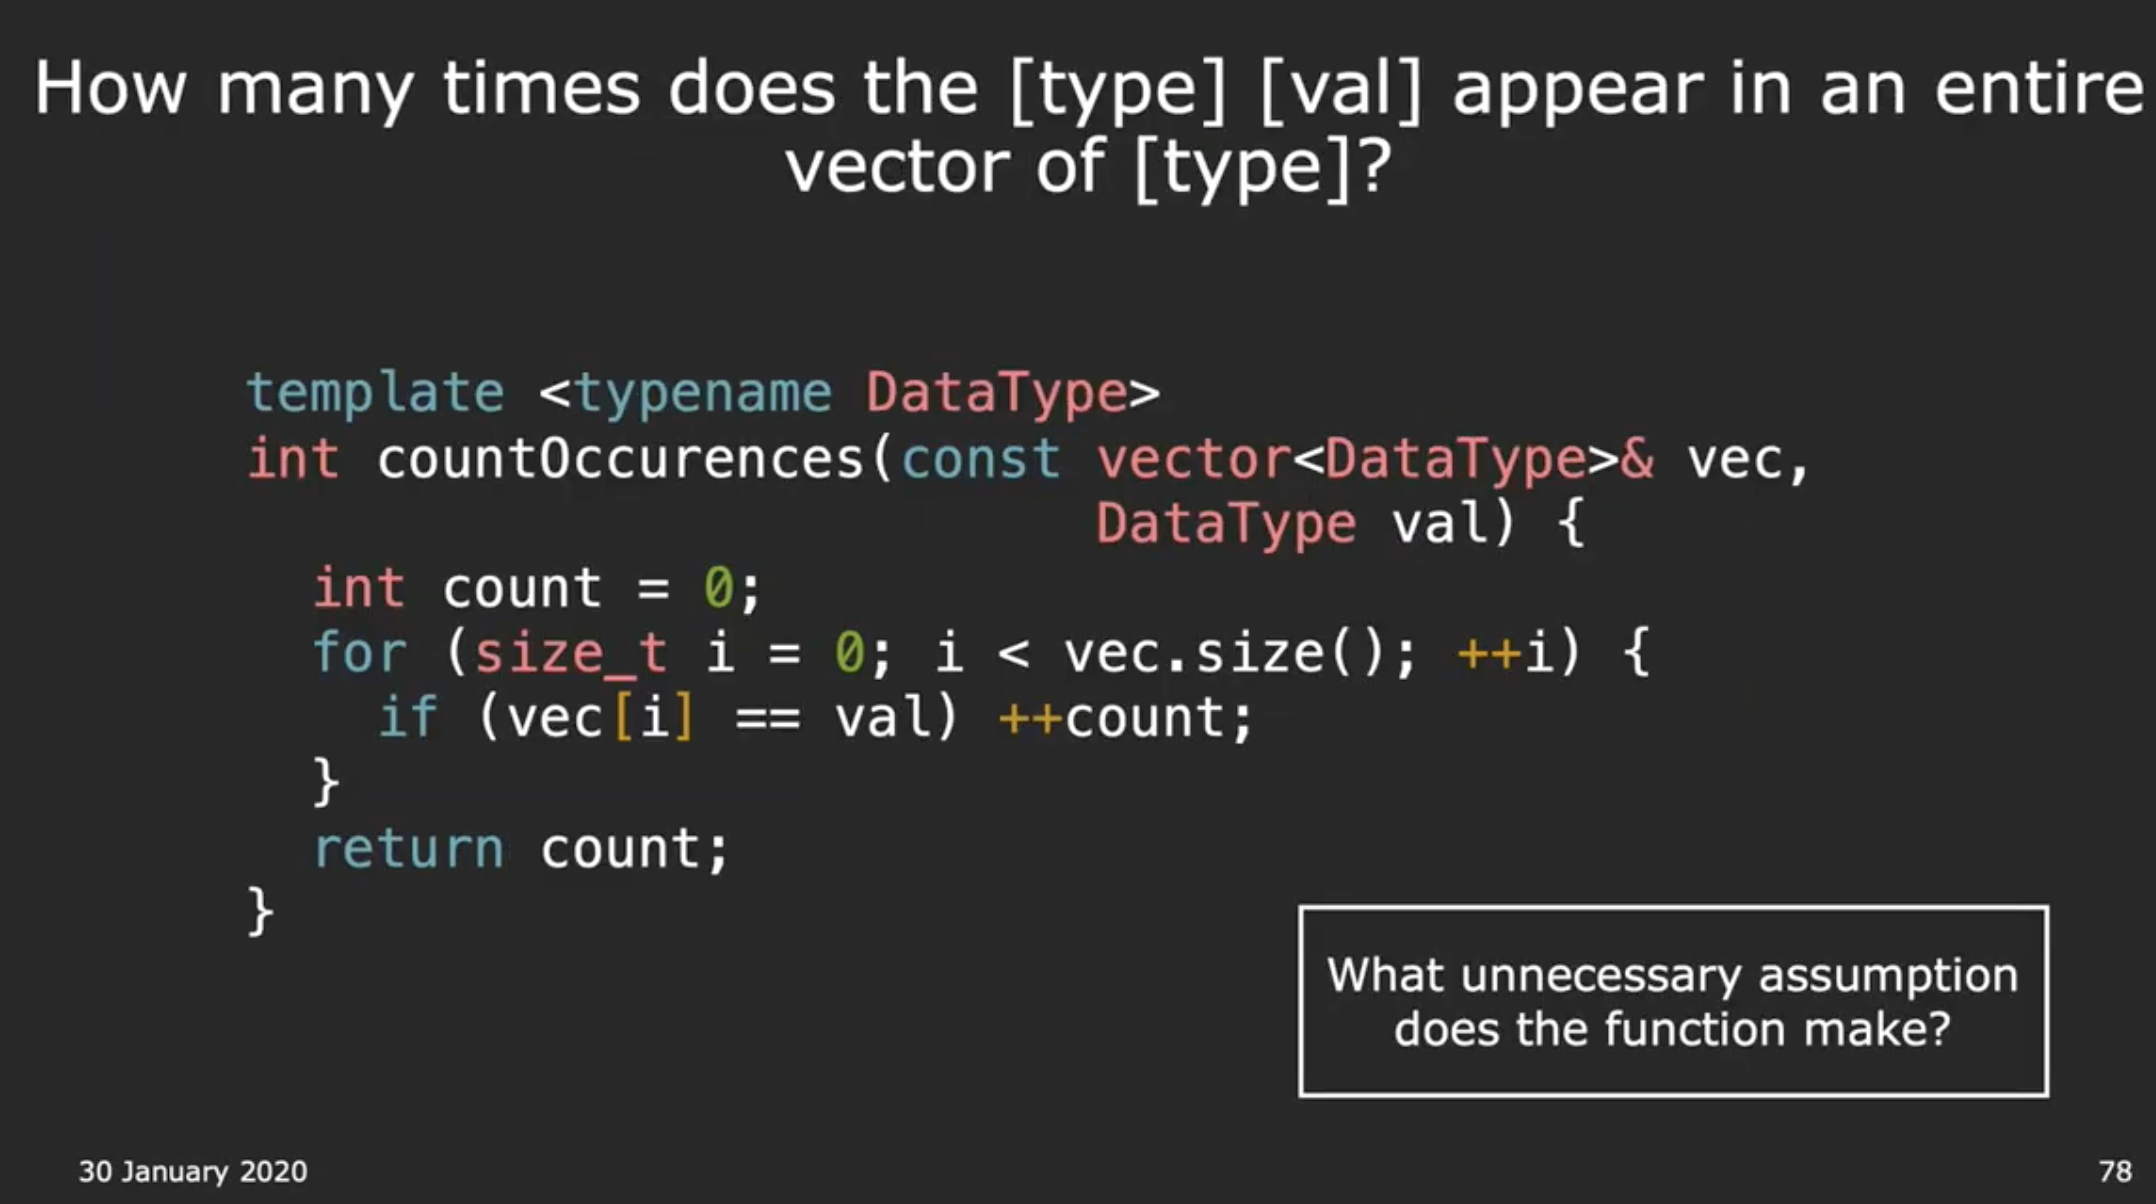 How many times does the [type] [val] appear in an entire
vector of [type]?
template <typename DataType>
int countOccurences(const vector<DataType>& vec,
DataType val) {
int count = 0;
for (size_t i = 0; i < vec.size(); ++i) {
if (vec[i] == val) ++count;
}
return count;
}
What unnecessary assumption
does the function make?
30 January 2020
78